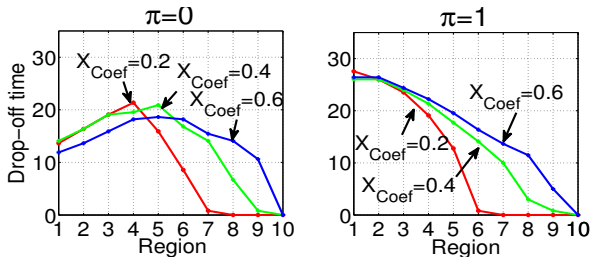 π=0
Drop-off time
30
20
10
0
X_Coef=0.2
X_Coef=0.4
X_Coef=0.6
1 2 3 4 5 6 7 8 9 10
Region
π=1
30
20
10
0
X_Coef=0.6
X_Coef=0.2
X_Coef=0.4
1 2 3 4 5 6 7 8 9 10
Region